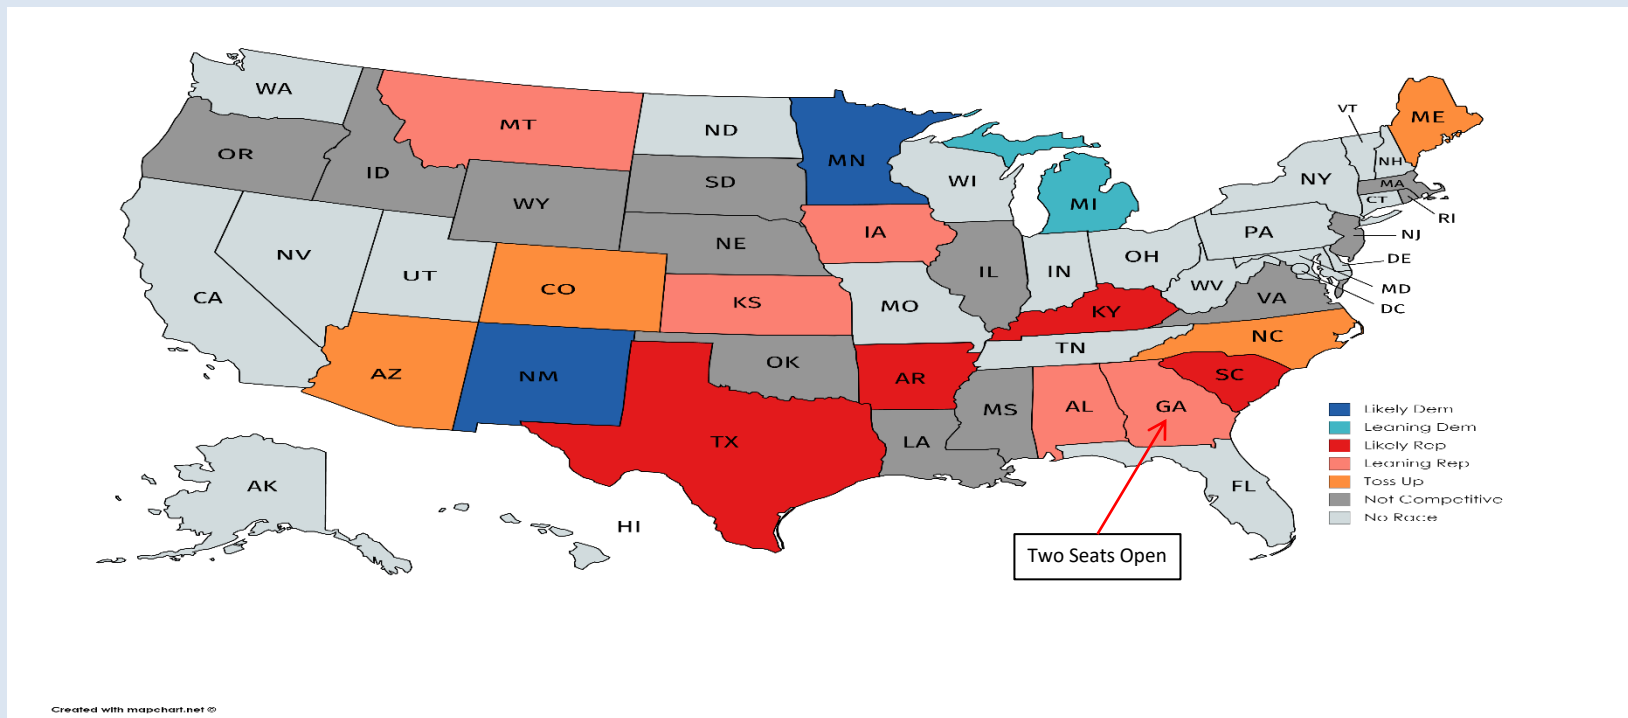 WA
MT
ND
MN
VT
ME
OR
ID
SD
WI
MI
NY
NH
MA
CT
RI
WY
NE
IA
PA
NJ
NV
UT
CO
KS
IL
IN
OH
WV
DE
MD
DC
CA
MO
KY
VA
AZ
NM
OK
AR
TN
NC
SC
TX
LA
MS
AL
GA
FL
AK
HI
Likely Dem
Leaning Dem
Likely Rep
Leaning Rep
Toss Up
Not Competitive
No Race
Two Seats Open
Created with mapchart.net ©